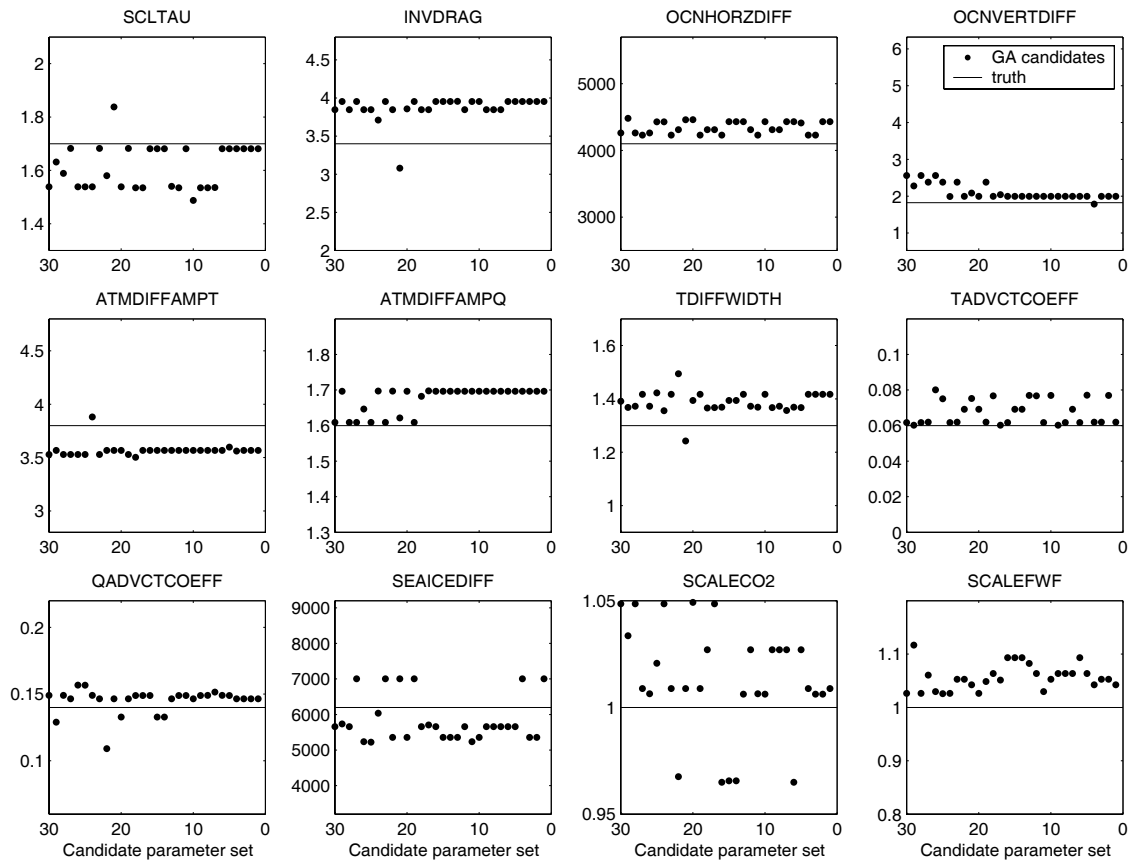 SCLTAU
INVDRAG
OCNHORZDIFF
OCNVERTDIFF
2
1.8
1.6
1.4
30 20 10 0
4.5
4
3.5
3
2.5
2
30 20 10 0
5000
4000
3000
30 20 10 0
GA candidates
truth
6
5
4
3
2
1
30 20 10 0
ATMDIFFAMPT
ATMDIFFAMPQ
TDIFFWIDTH
TADVCTCOEFF
4.5
4
3.5
3
30 20 10 0
1.8
1.7
1.6
1.5
1.4
1.3
30 20 10 0
1.6
1.4
1.2
1
30 20 10 0
0.1
0.08
0.06
0.04
0.02
0
30 20 10 0
QADVCTCOEFF
SEAICEDIFF
SCALECO2
SCALEFWF
0.2
0.15
0.1
30 20 10 0
Candidate parameter set
9000
8000
7000
6000
5000
4000
3000
30 20 10 0
Candidate parameter set
1.05
1
0.95
30 20 10 0
Candidate parameter set
1.1
1
0.9
0.8
30 20 10 0
Candidate parameter set